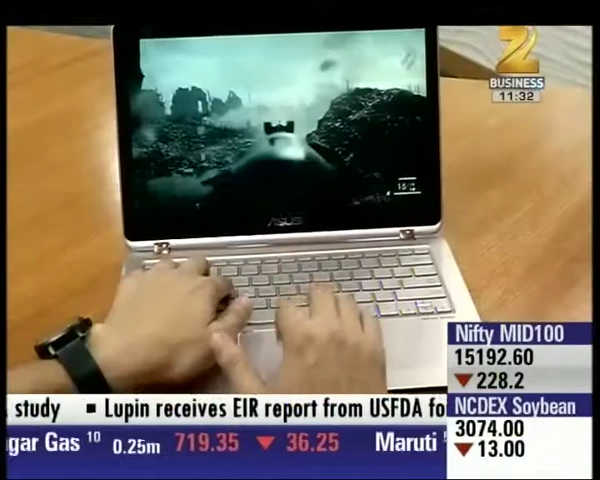 Z
BUSINESS
11:32
15
ASUS
Nifty MID100
15192.60
228.2
NCDEX Soybean
3074.00
13.00
s study ■ Lupin receives EIR report from USFDA fo
gar Gas 10 0.25m 719.35 36.25 Maruti